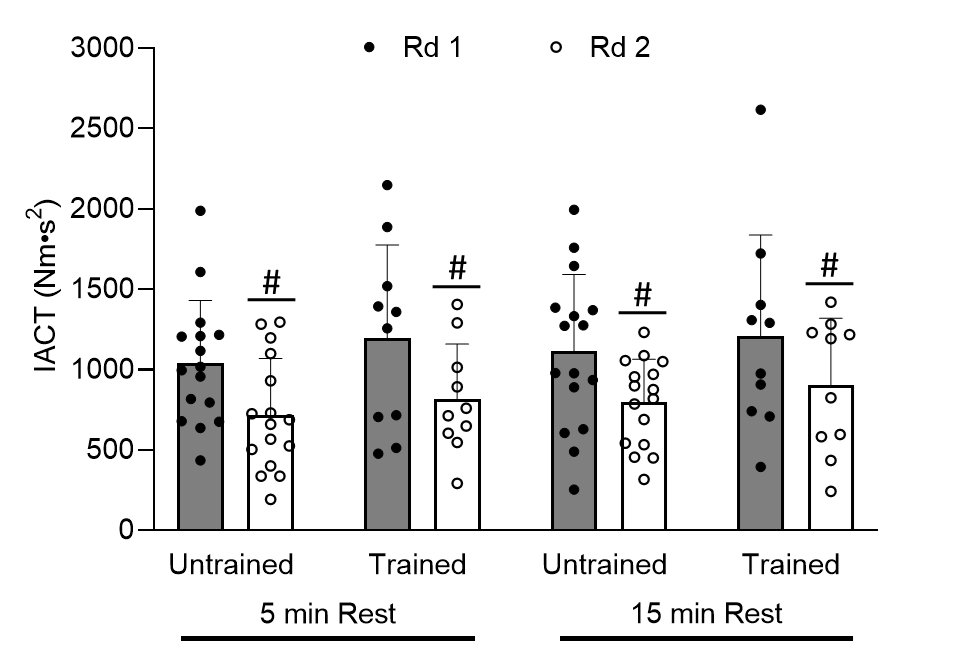 Rd 1 Rd 2
IACT (Nm•s²)
3000
2500
2000
1500
1000
500
0
# # # #
Untrained Trained Untrained Trained
5 min Rest 15 min Rest